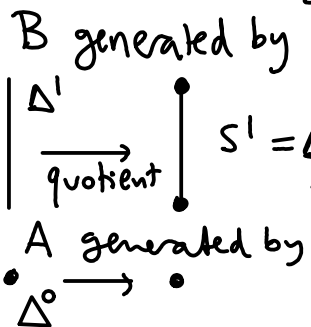 B generated by
Δ¹
quotient
S¹ =
A generated by
Δ⁰